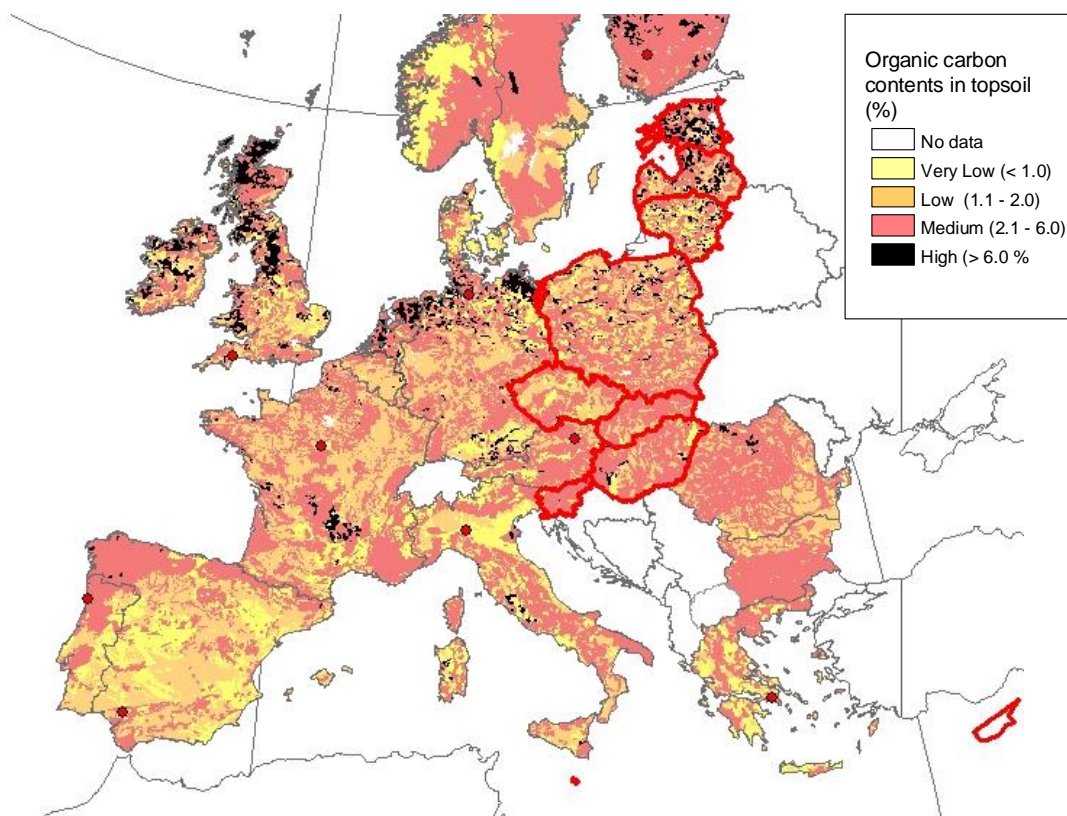 Organic carbon
contents in topsoil
(%)
No data
Very Low (< 1.0)
Low (1.1 - 2.0)
Medium (2.1 - 6.0)
High (> 6.0 %